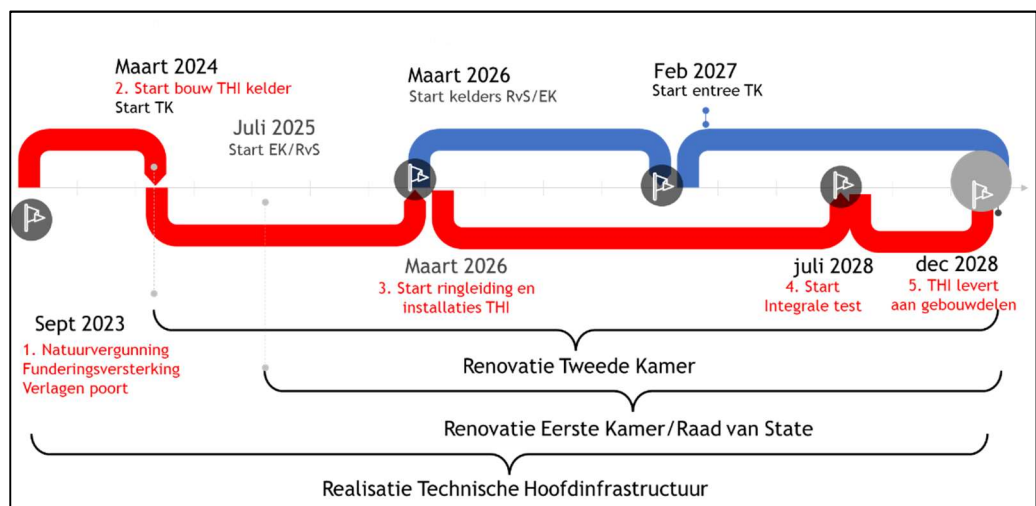 Maart 2024
2. Start bouw THI kelder
Start TK
Juli 2025
Start EK/RvS
Maart 2026
Start kelders RvS/EK
Feb 2027
Start entree TK
Sept 2023
1. Natuurvergunning
Funderingsversterking
Verlagen poort
Maart 2026
3. Start ringleiding en
installaties THI
juli 2028
4. Start
Integrale test
dec 2028
5. THI levert
aan gebouwdelen
Renovatie Tweede Kamer
Renovatie Eerste Kamer/Raad van State
Realisatie Technische Hoofdinfrastructuur